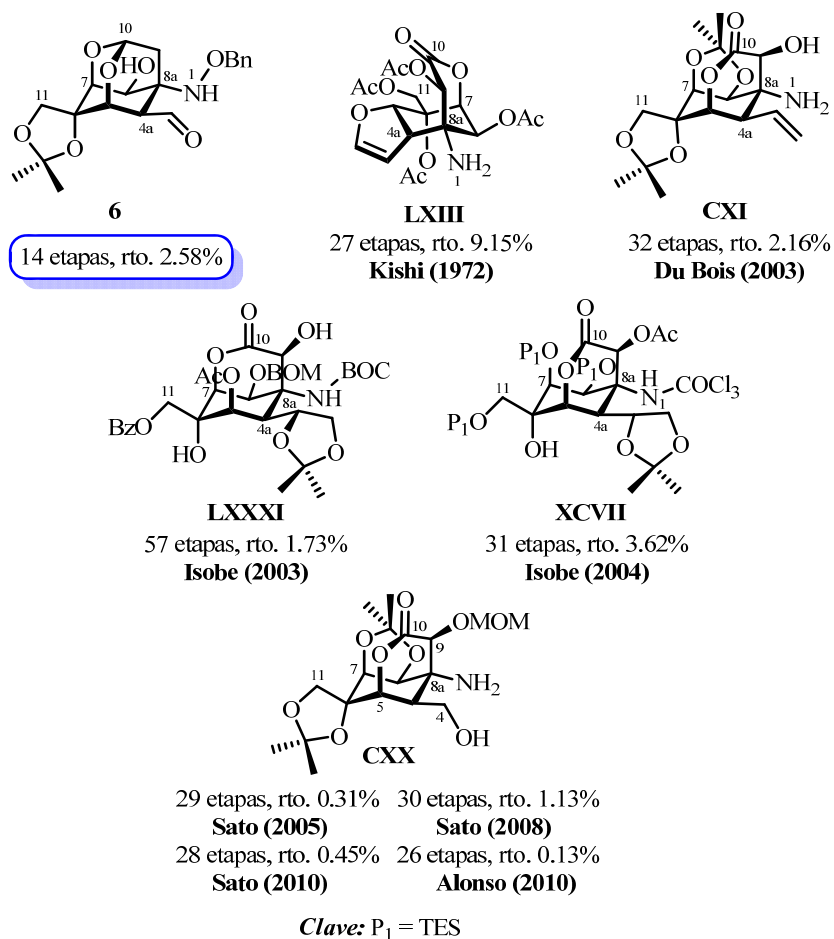 10
O
O
7
HO
O
8a
1
NH
OBn
11
4a
O
O
O
6
14 etapas, rto. 2.58%
O
10
AcO
O
11
AcO
7
O
8a
4a
OAc
O
Ac
NH2
1
LXIII
27 etapas, rto. 9.15%
Kishi (1972)
O
10
OH
O
7
O
O
8a
1
NH2
11
4a
O
O
CXI
32 etapas, rto. 2.16%
Du Bois (2003)
O
10
OH
O
AcO
OBOM
BOC
7
NH
11
8a
BzO
HO
4a
O
O
LXXXI
57 etapas, rto. 1.73%
Isobe (2003)
O
10
OAc
P1O
P1O
O
7
8a
H
N
1
COCl3
11
P1O
OH
4a
O
O
XCVII
31 etapas, rto. 3.62%
Isobe (2004)
O
10
OMOM
9
O
O
O
7
8a
NH2
11
5
4
OH
O
O
CXX
29 etapas, rto. 0.31% 30 etapas, rto. 1.13%
Sato (2005) Sato (2008)
28 etapas, rto. 0.45% 26 etapas, rto. 0.13%
Sato (2010) Alonso (2010)
Clave: P1 = TES